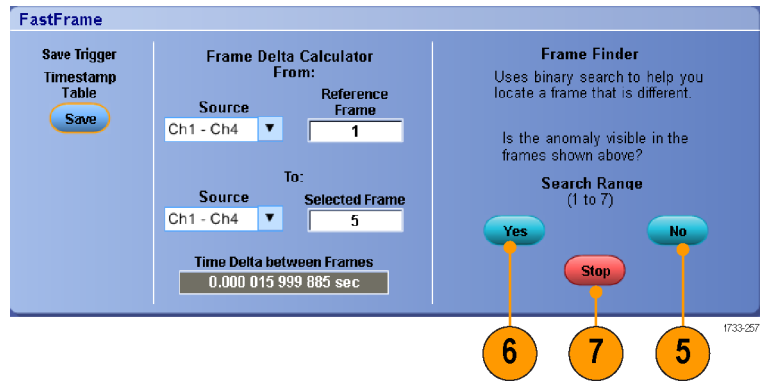 FastFrame
Save Trigger
Timestamp
Table
Save
Frame Delta Calculator
From:
Source
Reference
Frame
Ch1 - Ch4
1
To:
Source
Selected Frame
Ch1 - Ch4
5
Time Delta between Frames
0.000 015 999 885 sec
Frame Finder
Uses binary search to help you
locate a frame that is different.
Is the anomaly visible in the
frames shown above?
Search Range
(1 to 7)
Yes
No
Stop
1733-257
6
7
5